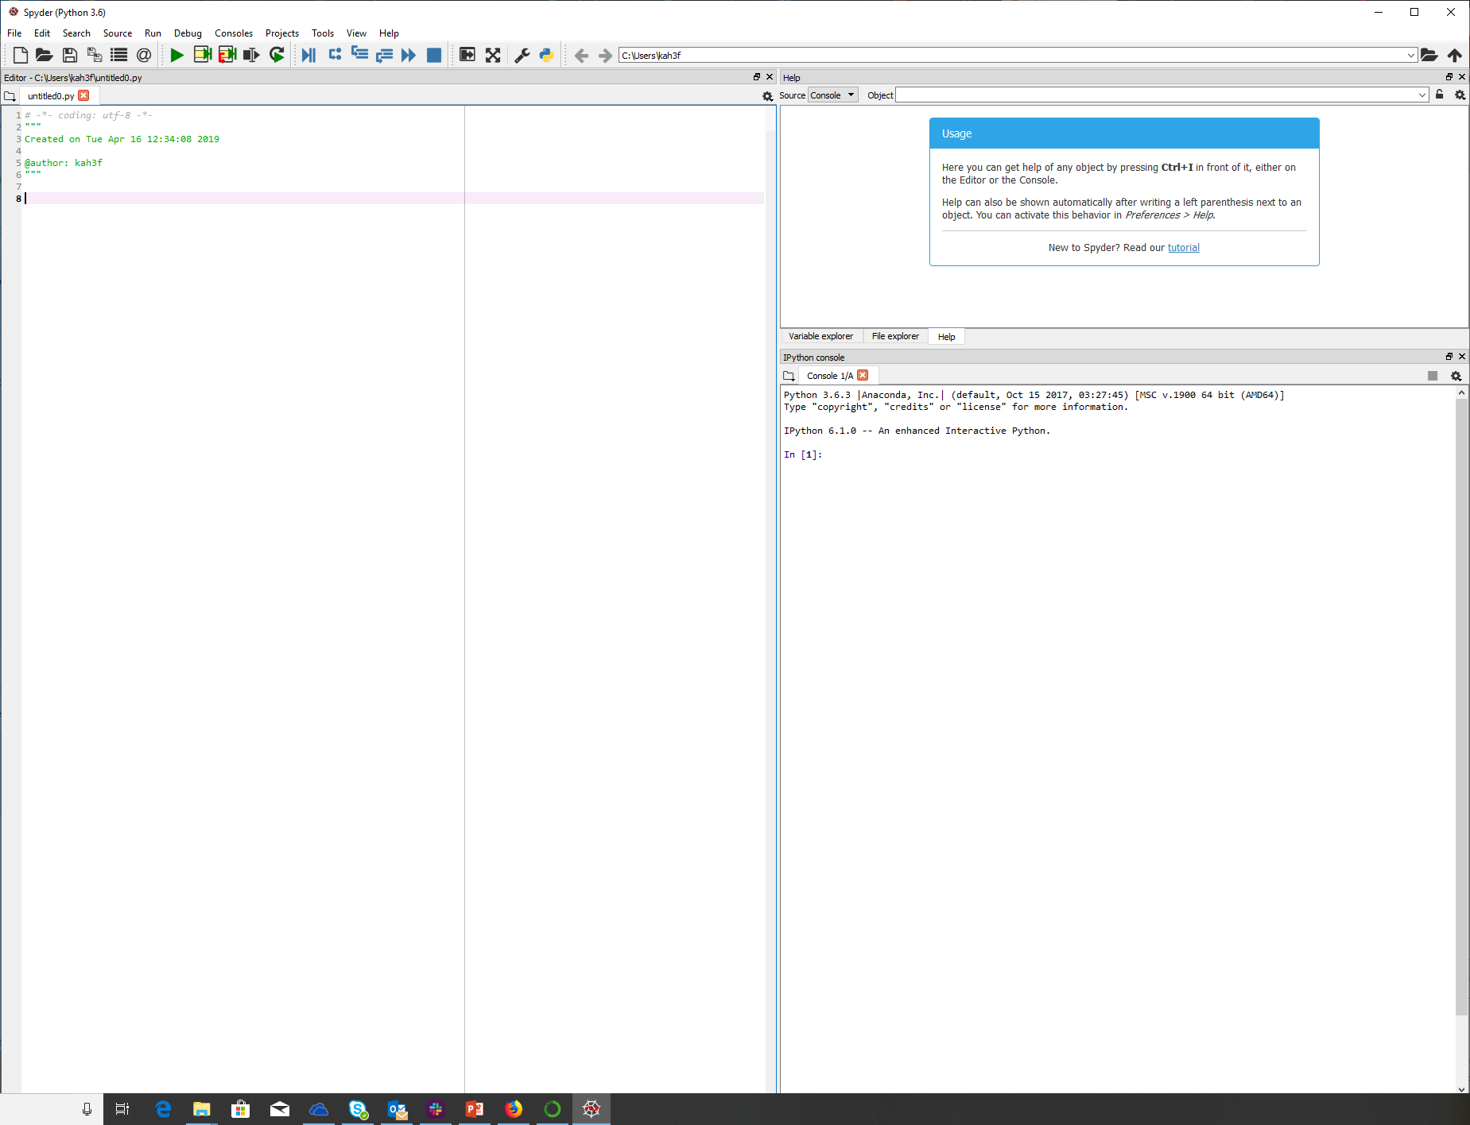 Spyder (Python 3.6)
File Edit Search Source Run Debug Consoles Projects Tools View Help
C:\Users\kah3f
Editor - C:\Users\kah3f\untitled0.py
untitled0.py
1 # -*- coding: utf-8 -*-
2 """
3 Created on Tue Apr 16 12:34:08 2019
4
5 @author: kah3f
6 """
7
8
Help
Source Console Object
Usage
Here you can get help of any object by pressing Ctrl+I in front of it, either on
the Editor or the Console.
Help can also be shown automatically after writing a left parenthesis next to an
object. You can activate this behavior in Preferences > Help.
New to Spyder? Read our tutorial
Variable explorer File explorer Help
IPython console
Console 1/A
Python 3.6.3 |Anaconda, Inc.| (default, Oct 15 2017, 03:27:45) [MSC v.1900 64 bit (AMD64)]
Type "copyright", "credits" or "license" for more information.
IPython 6.1.0 -- An enhanced Interactive Python.
In [1]: